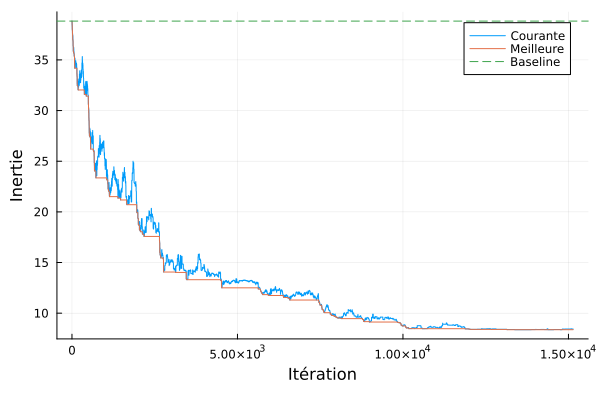 Courante
Meilleure
Baseline
35
30
25
20
15
10
Inertie
0
5.00×10³
1.00×10⁴
1.50×10⁴
Itération